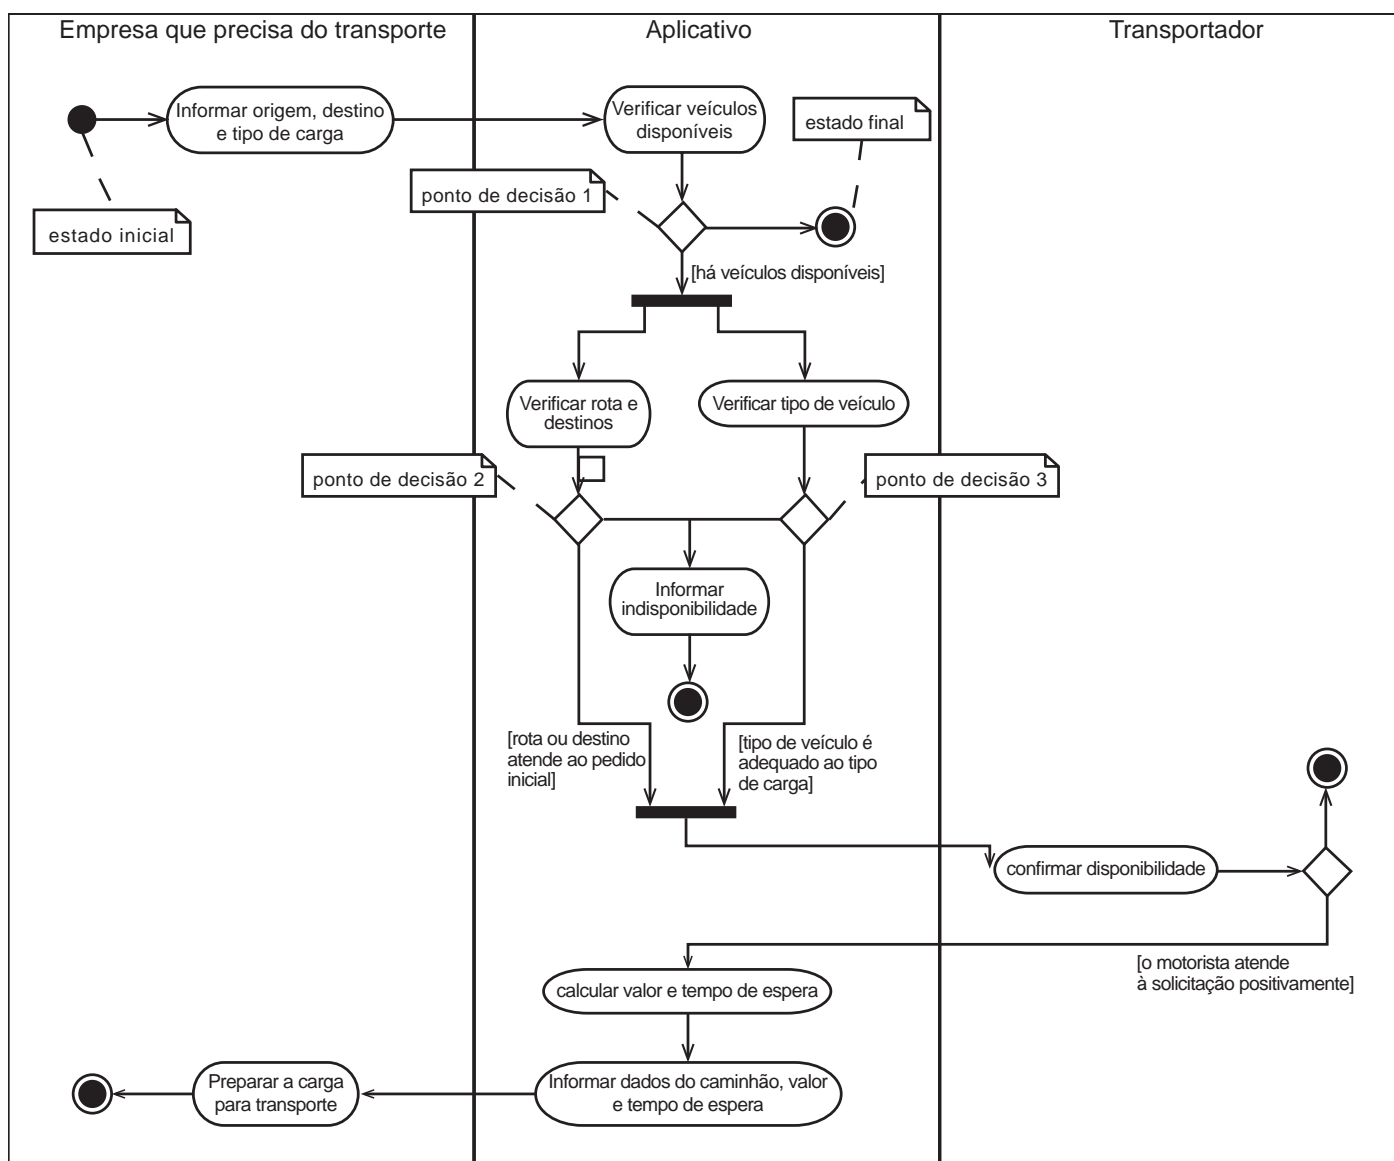 Empresa que precisa do transporte
Aplicativo
Transportador
Informar origem, destino
e tipo de carga
Verificar veículos
disponíveis
estado final
ponto de decisão 1
estado inicial
[há veículos disponíveis]
Verificar rota e
destinos
Verificar tipo de veículo
ponto de decisão 2
ponto de decisão 3
Informar
indisponibilidade
[rota ou destino
atende ao pedido
inicial]
[tipo de veículo é
adequado ao tipo
de carga]
confirmar disponibilidade
[o motorista atende
à solicitação positivamente]
calcular valor e tempo de espera
Preparar a carga
para transporte
Informar dados do caminhão, valor
e tempo de espera